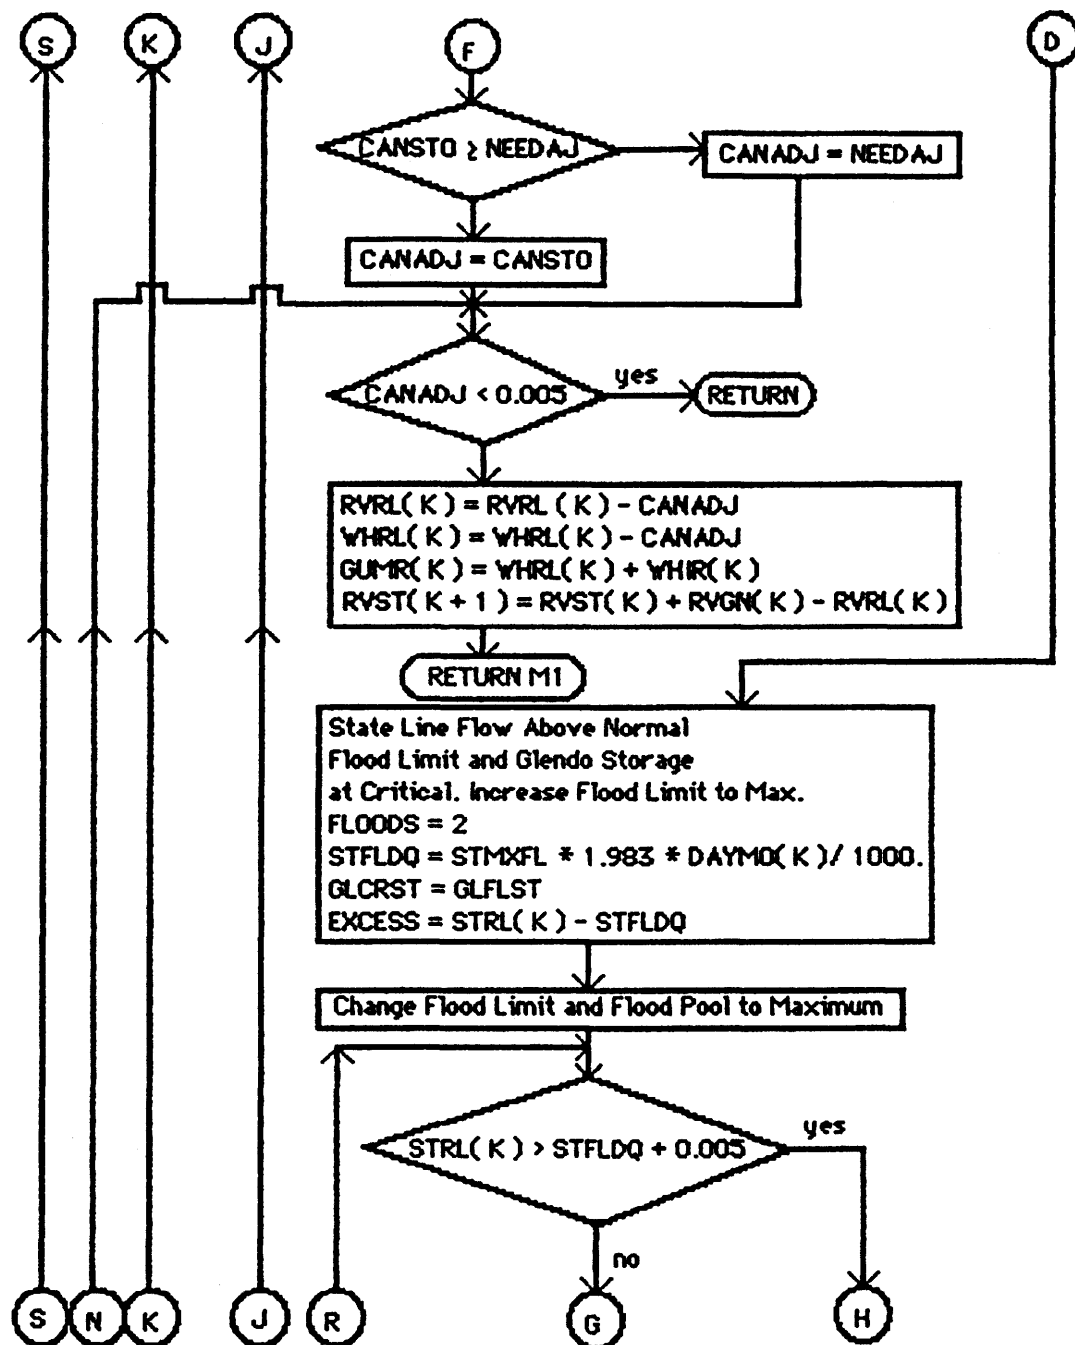 S K J F D
CANSTO ≥ NEEDAJ
CANADJ = NEEDAJ
CANADJ = CANSTO
CANADJ < 0.005
yes
RETURN
RVRL( K ) = RVRL ( K ) - CANADJ
WHRL( K ) = WHRL( K ) - CANADJ
GUMR( K ) = WHRL( K ) + WHIR( K )
RVST( K + 1 ) = RVST( K ) + RVGN( K ) - RVRL( K )
RETURN M1
State Line Flow Above Normal
Flood Limit and Glendo Storage
at Critical. Increase Flood Limit to Max.
FLOODS = 2
STFLDQ = STMXFL * 1.983 * DAYMO( K )/ 1000.
GLCRST = GLFLST
EXCESS = STRL( K ) - STFLDQ
Change Flood Limit and Flood Pool to Maximum
STRL( K ) > STFLDQ + 0.005
yes
no
S N K J R G H